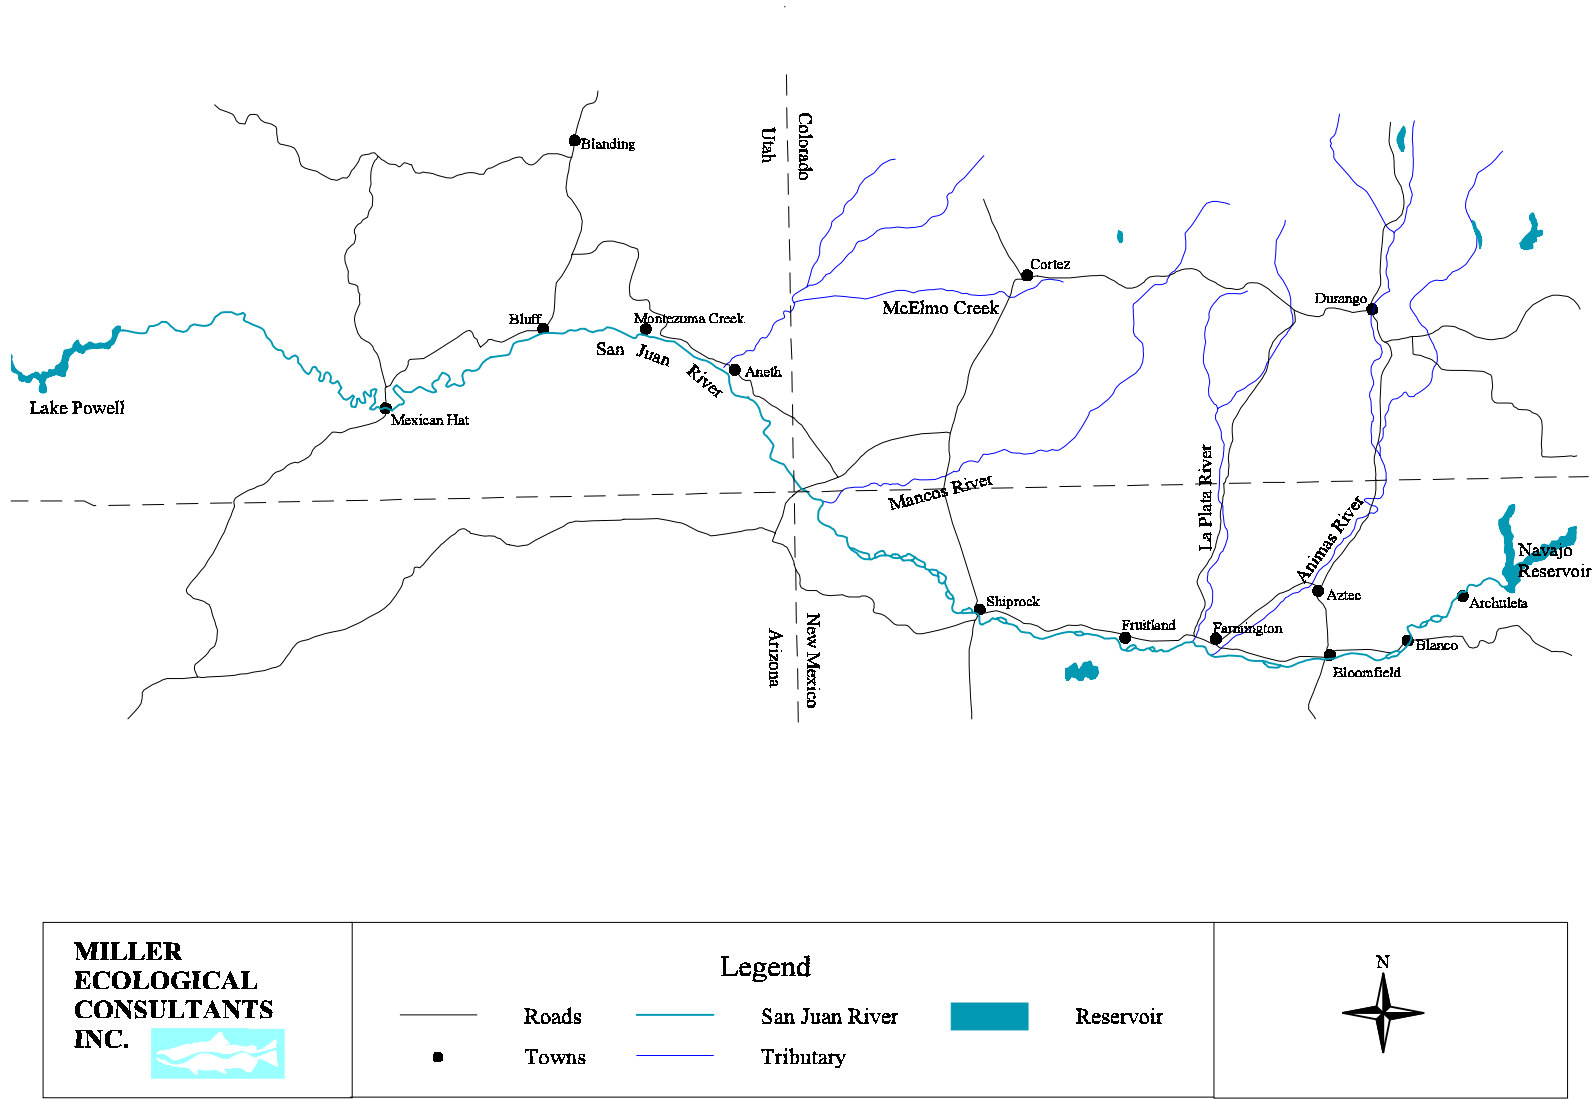 Blanding
Colorado
Utah
Cortez
McElmo Creek
Durango
Bluff
Montezuma Creek
San Juan River
Aneth
Lake Powell
Mexican Hat
Mancos River
La Plata River
Animas River
Navajo
Reservoir
Shiprock
Fruitland
Farmington
Aztec
Archuleta
Blanco
Bloomfield
New Mexico
Arizona
MILLER
ECOLOGICAL
CONSULTANTS
INC.
Legend
Roads
San Juan River
Reservoir
Towns
Tributary
N